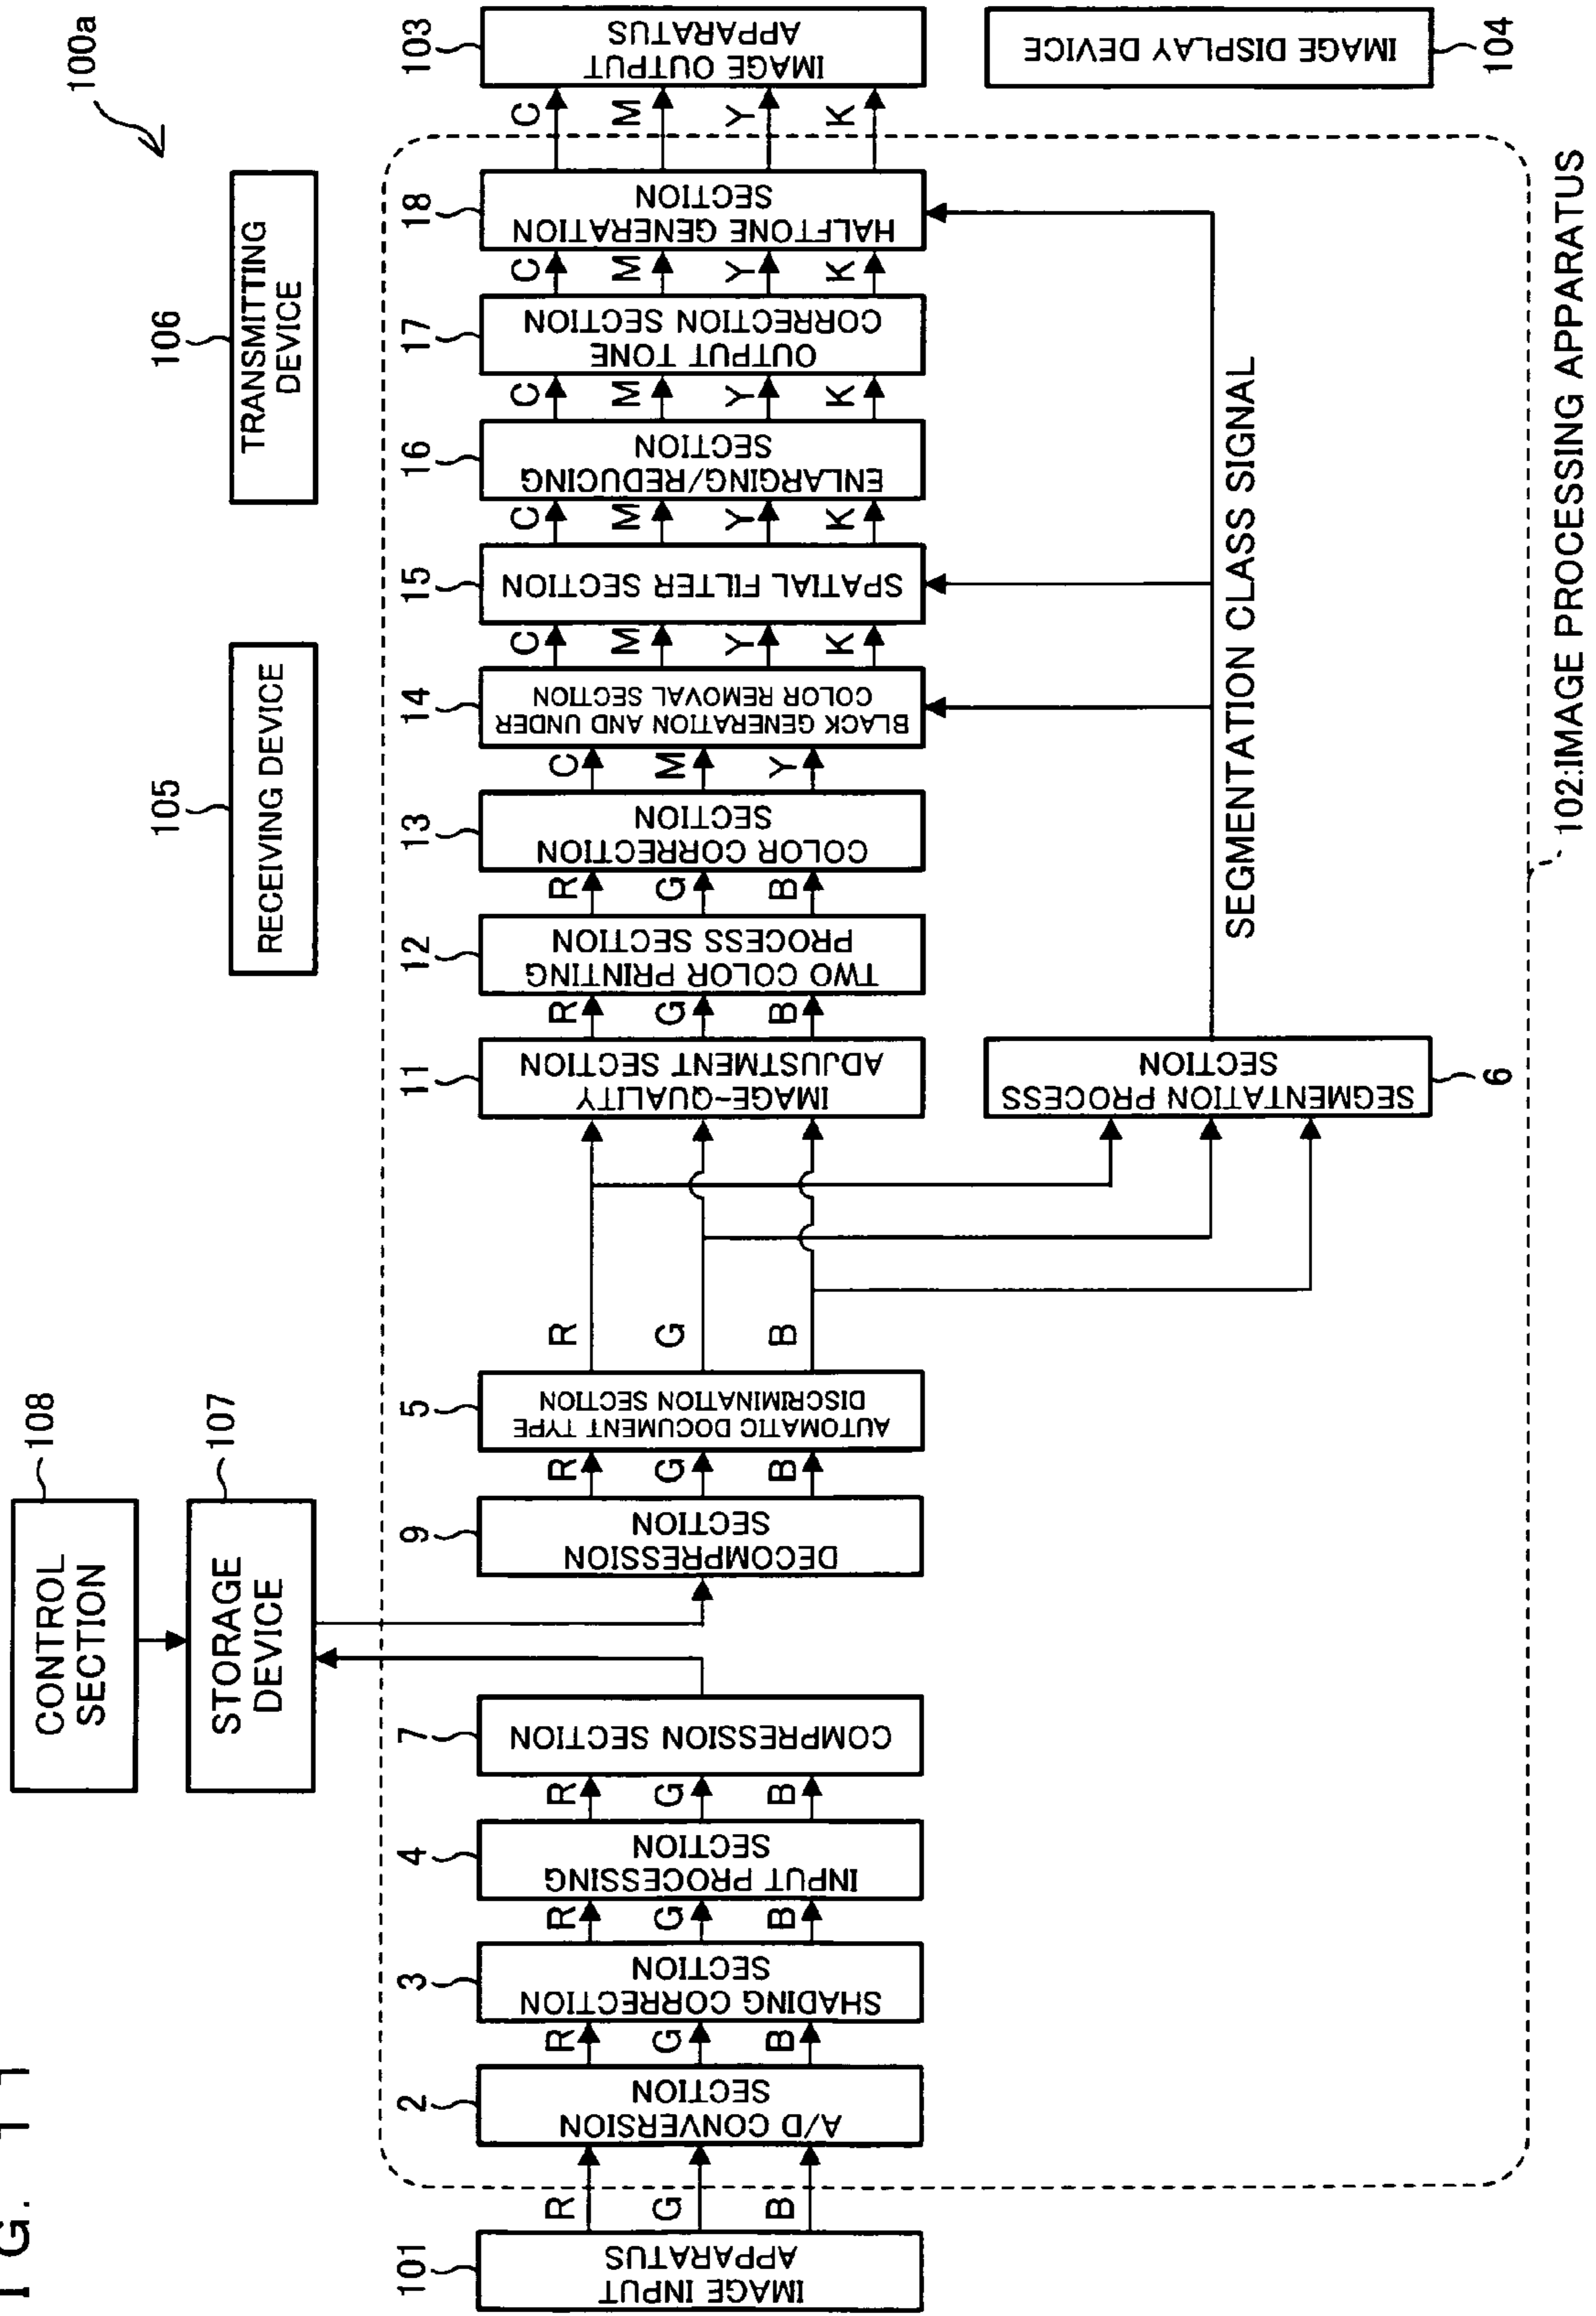 FIG. 11
100a
CONTROL
SECTION
108
STORAGE
DEVICE
107
105
RECEIVING DEVICE
106
TRANSMITTING
DEVICE
101
IMAGE INPUT
APPARATUS
R
G
B
2
A/D CONVERSION
SECTION
R
G
B
3
SHADING CORRECTION
SECTION
R
G
B
4
INPUT PROCESSING
SECTION
R
G
B
7
COMPRESSION SECTION
9
DECOMPRESSION
SECTION
R
G
B
5
AUTOMATIC DOCUMENT TYPE
DISCRIMINATION SECTION
R
G
B
11
IMAGE-QUALITY
ADJUSTMENT SECTION
R
G
B
12
TWO COLOR PRINTING
PROCESS SECTION
R
G
B
13
COLOR CORRECTION
SECTION
C
M
Y
14
BLACK GENERATION AND UNDER
COLOR REMOVAL SECTION
C
M
Y
K
15
SPATIAL FILTER SECTION
C
M
Y
K
16
ENLARGING/REDUCING
SECTION
C
M
Y
K
17
OUTPUT TONE
CORRECTION SECTION
C
M
Y
K
18
HALFTONE GENERATION
SECTION
C
M
Y
K
103
IMAGE OUTPUT
APPARATUS
SEGMENTATION PROCESS
SECTION
6
SEGMENTATION CLASS SIGNAL
IMAGE DISPLAY DEVICE
104
102:IMAGE PROCESSING APPARATUS